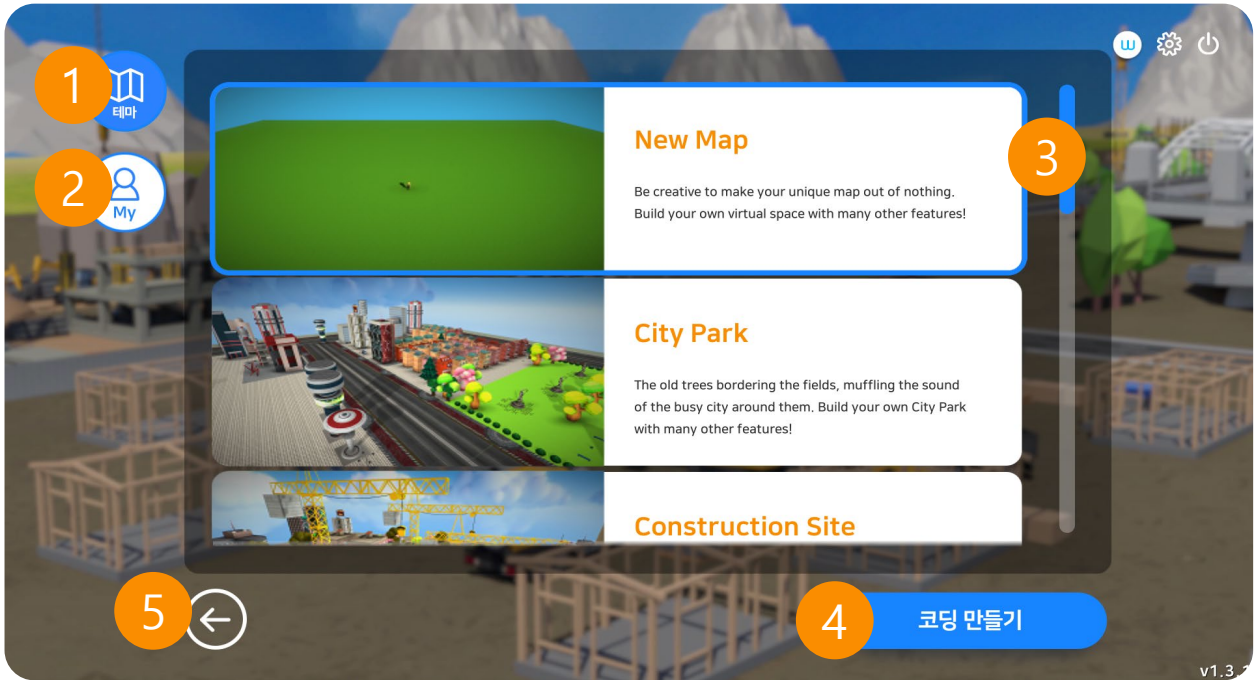 1
테마
2
My
w
New Map
Be creative to make your unique map out of nothing.
Build your own virtual space with many other features!
3
City Park
The old trees bordering the fields, muffling the sound
of the busy city around them. Build your own City Park
with many other features!
Construction Site
5
4
코딩 만들기
v1.3.